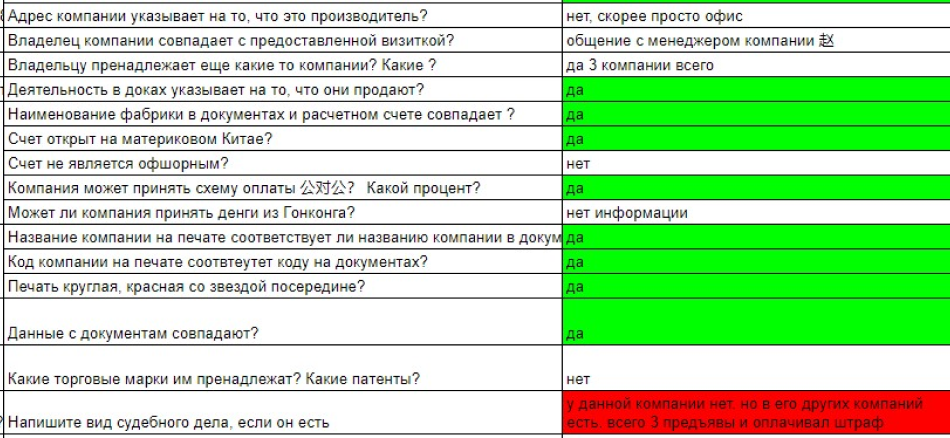 Адрес компании указывает на то, что это производитель? нет, скорее просто офис
Владелец компании совпадает с предоставленной визиткой? общение с менеджером компании 赵
Владельцу пренадлежает еще какие то компании? Какие ? да 3 компании всего
Деятельность в доках указывает на то, что они продают? да
Наименование фабрики в документах и расчетном счете совпадает ? да
Счет открыт на материковом Китае? да
Счет не является офшорным? нет
Компания может принять схему оплаты 公对公? Какой процент? да
Может ли компания принять денги из Гонконга? нет информации
Название компании на печате соответствует ли названию компании в докум да
Код компании на печате соотвтеутет коду на документах? да
Печать круглая, красная со звездой посередине? да
Данные с документам совпадают? да
Какие торговые марки им пренадлежат? Какие патенты? нет
у данной компании нет, но в его других компаний
Напишите вид судебного дела, если он есть есть, всего 3 предъявы и оплачивал штраф